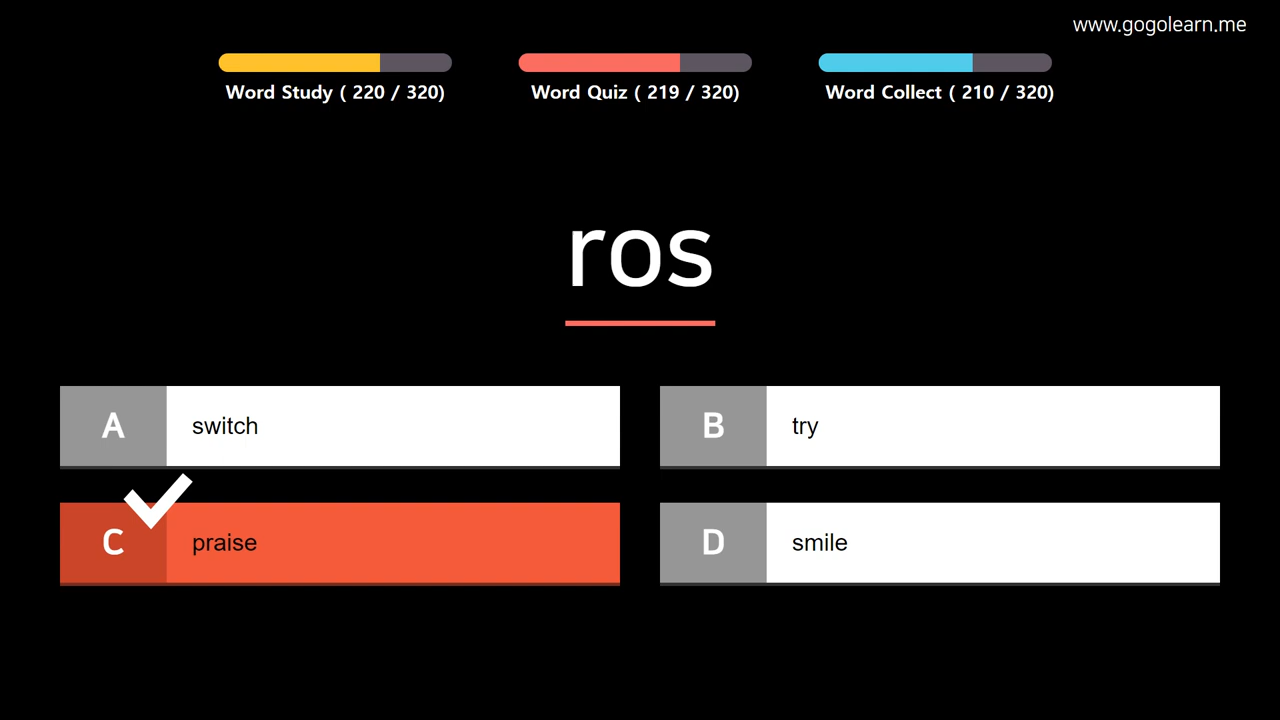 www.gogolearn.me
Word Study ( 220 / 320)
Word Quiz ( 219 / 320)
Word Collect ( 210 / 320)
ros
A switch
B try
C praise
D smile